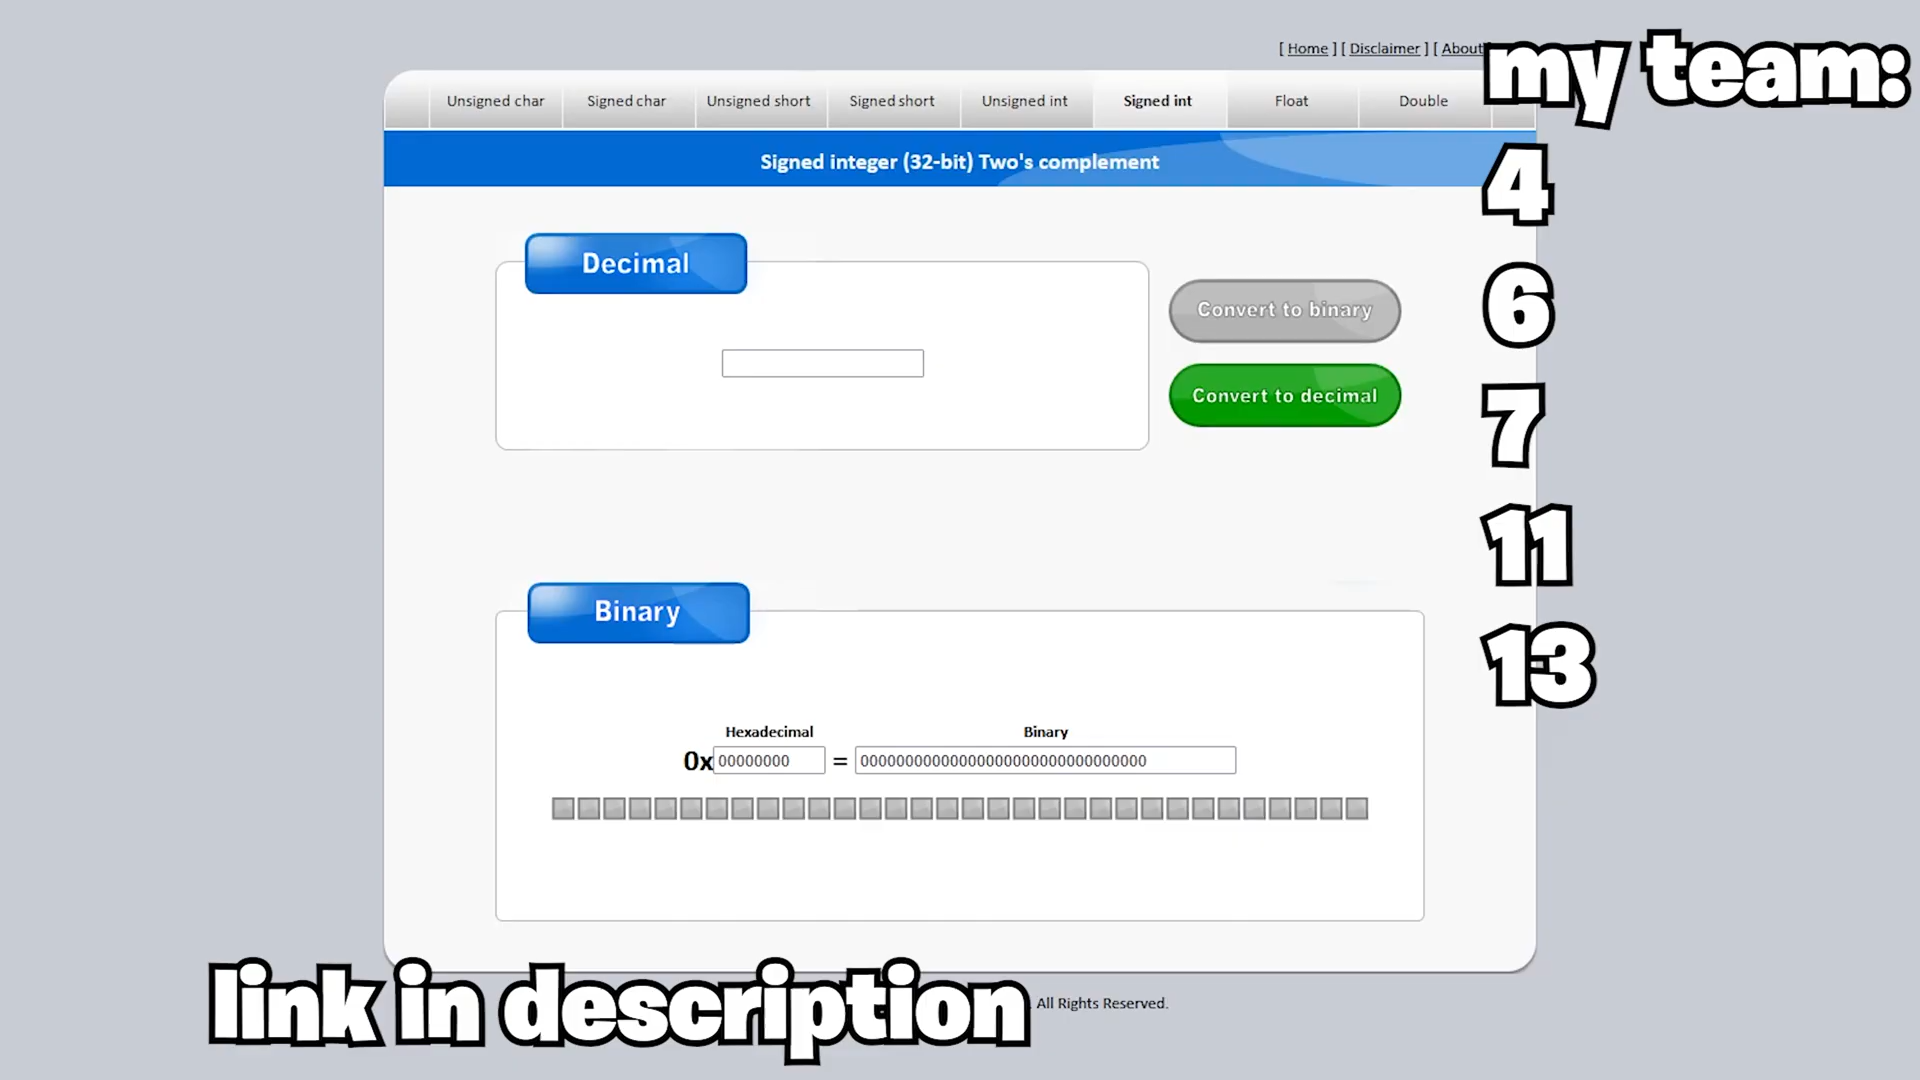 [ Home ] [ Disclaimer ] [ About
my team:
Unsigned char Signed char Unsigned short Signed short Unsigned int Signed int Float Double
Signed integer (32-bit) Two's complement
4
Decimal
Convert to binary
6
Convert to decimal
7
11
Binary
13
Hexadecimal Binary
0x 00000000 = 00000000000000000000000000000000
link in description
All Rights Reserved.